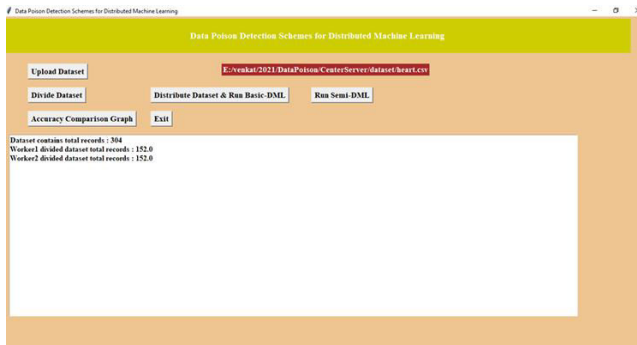 Data Poison Detection Schemes for Distributed Machine Learning
Data Poison Detection Schemes for Distributed Machine Learning
Upload Dataset
E:/venkat/2021/DataPoison/CenterServer/dataset/heart.csv
Divide Dataset
Distribute Dataset & Run Basic-DML
Run Semi-DML
Accuracy Comparison Graph
Exit
Dataset contains total records : 304
Worker1 divided dataset total records : 152.0
Worker2 divided dataset total records : 152.0